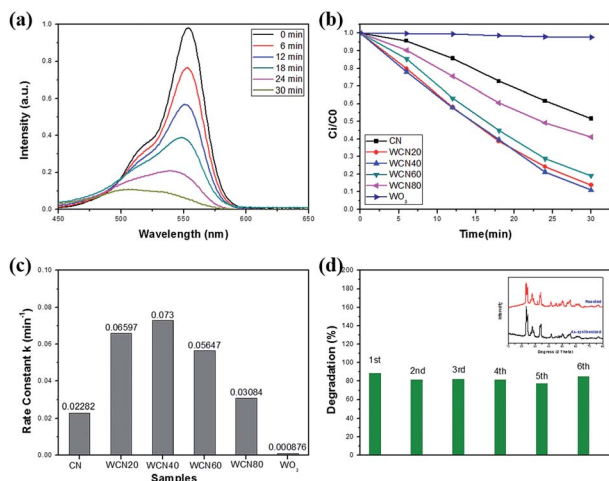 (a)
1.0
0.8
0.6
0.4
0.2
0.0
Intensity (a.u.)
0 min
6 min
12 min
18 min
24 min
30 min
450 500 550 600 650
Wavelength (nm)
(b)
1.0
0.9
0.8
0.7
0.6
0.5
0.4
0.3
0.2
0.1
0.0
Ci/C0
CN
WCN20
WCN40
WCN60
WCN80
WO3
0 5 10 15 20 25 30
Time(min)
(c)
0.10
0.08
0.06
0.04
0.02
0.00
Rate Constant k (min-1)
0.02282
0.06597
0.073
0.05647
0.03084
0.000876
CN WCN20 WCN40 WCN60 WCN80 WO3
Samples
(d)
200
180
160
140
120
100
80
60
40
20
0
Degradation (%)
1st 2nd 3rd 4th 5th 6th
Intensity
As-synthesized
Degrees (2 Theta)